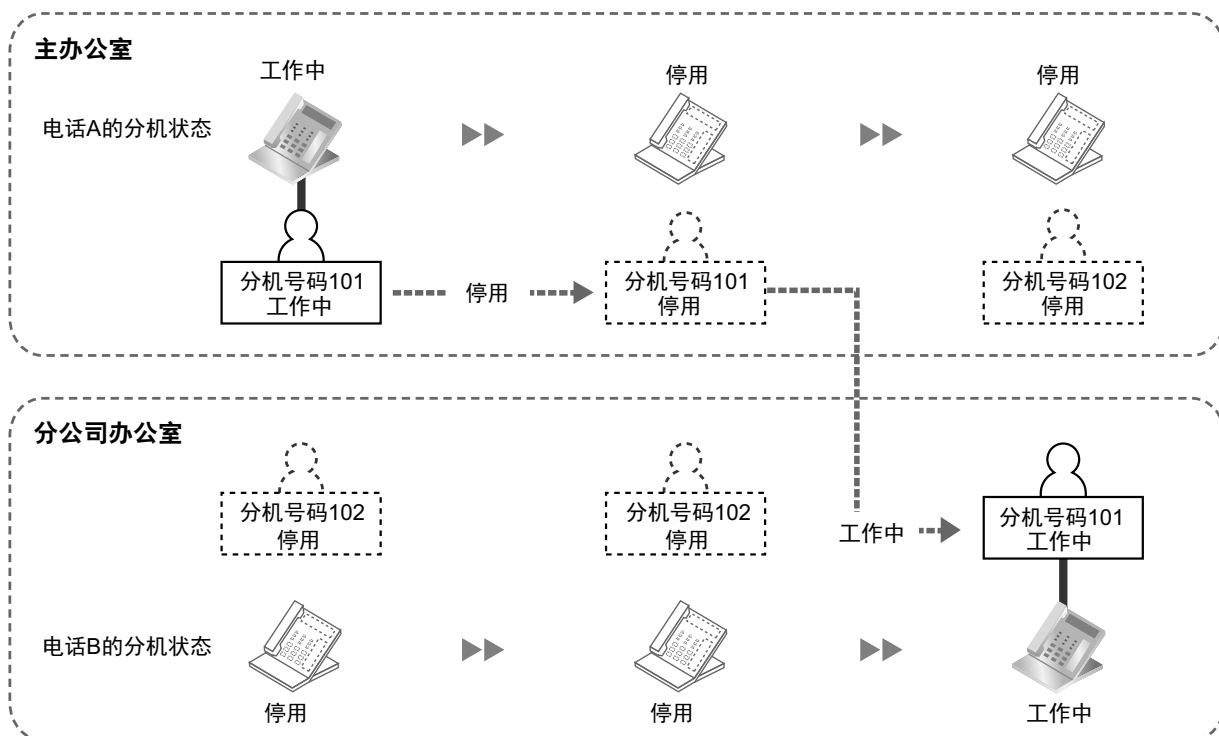 主办公室
工作中
停用
停用
电话A的分机状态
分机号码101
工作中
停用
分机号码101
停用
分机号码102
停用
分公司办公室
分机号码102
停用
分机号码102
停用
工作中
分机号码101
工作中
电话B的分机状态
停用
停用
工作中